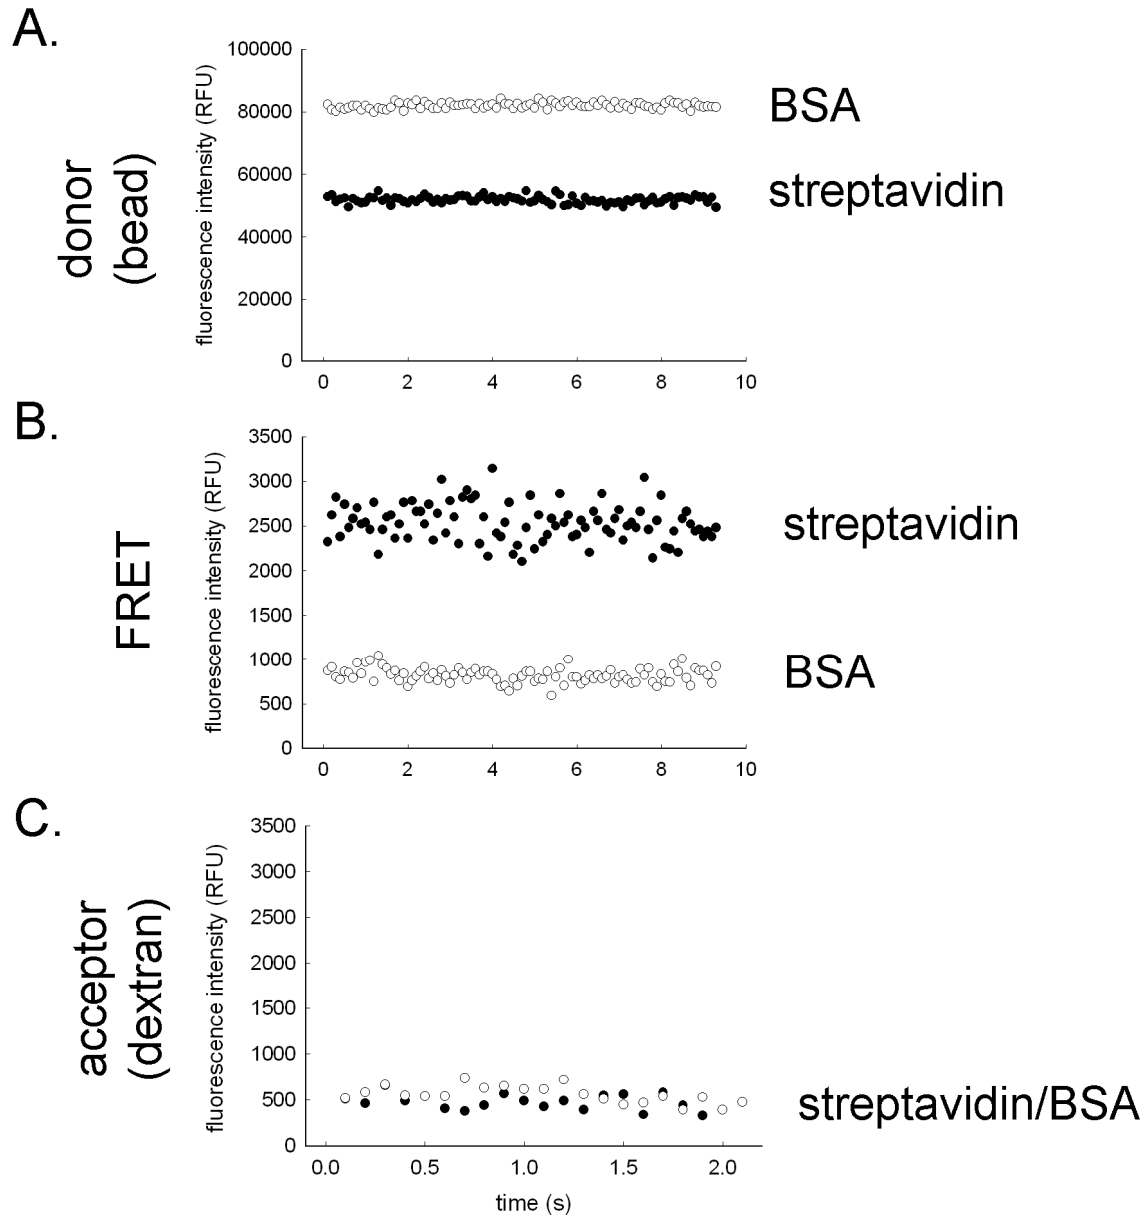 A.
donor
(bead)
fluorescence intensity (RFU)
100000
80000
60000
40000
20000
0
0 2 4 6 8 10
BSA
streptavidin
B.
FRET
fluorescence intensity (RFU)
3500
3000
2500
2000
1500
1000
500
0
0 2 4 6 8 10
streptavidin
BSA
C.
acceptor
(dextran)
fluorescence intensity (RFU)
3500
3000
2500
2000
1500
1000
500
0
0.0 0.5 1.0 1.5 2.0
time (s)
streptavidin/BSA